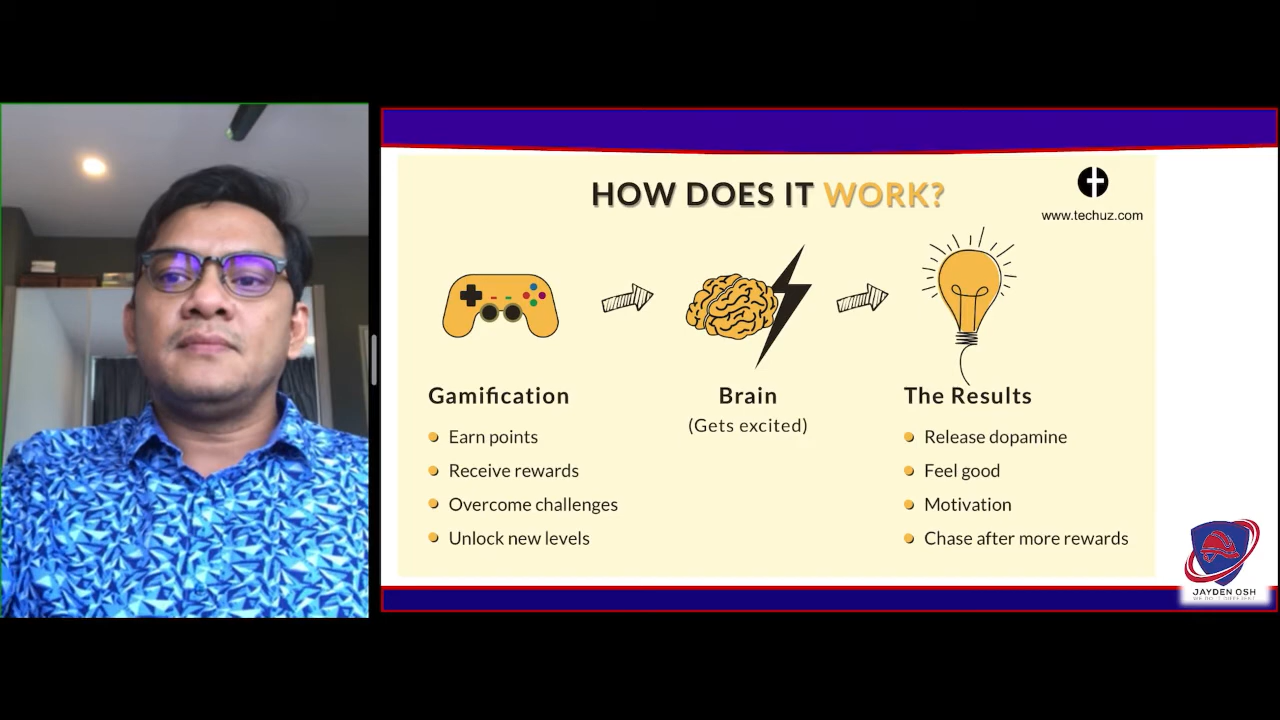 HOW DOES IT WORK?
www.techuz.com
Gamification
Earn points
Receive rewards
Overcome challenges
Unlock new levels
Brain
(Gets excited)
The Results
Release dopamine
Feel good
Motivation
Chase after more rewards
JAYDEN OSH